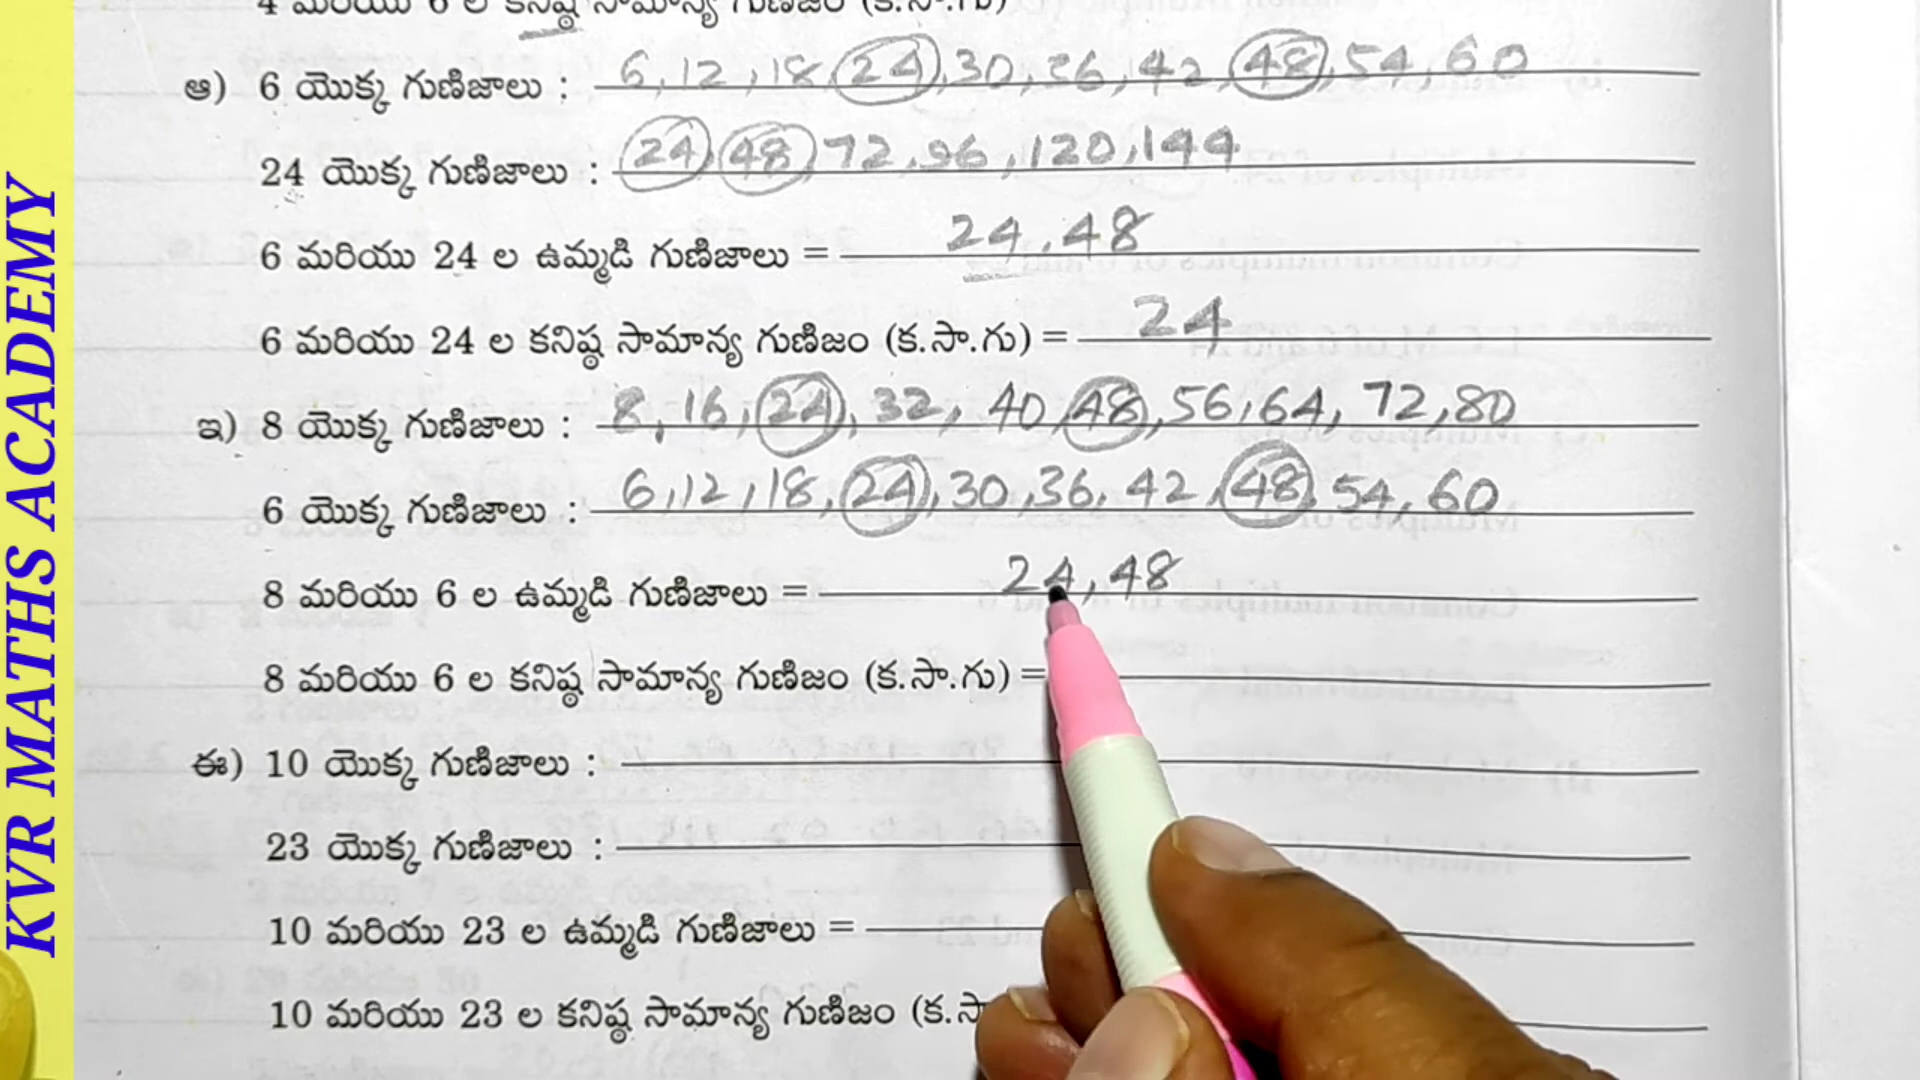 KVR MATHS ACADEMY
4 మరియు 6 ల కనిష్ఠ సామాన్య గుణిజం (క.సా.గు)
ఆ) 6 యొక్క గుణిజాలు : 6, 12, 18, 24, 30, 36, 42, 48, 54, 60
24 యొక్క గుణిజాలు : 24, 48, 72, 96, 120, 144
6 మరియు 24 ల ఉమ్మడి గుణిజాలు = 24, 48
6 మరియు 24 ల కనిష్ఠ సామాన్య గుణిజం (క.సా.గు) = 24
ఇ) 8 యొక్క గుణిజాలు : 8, 16, 24, 32, 40, 48, 56, 64, 72, 80
6 యొక్క గుణిజాలు : 6, 12, 18, 24, 30, 36, 42, 48, 54, 60
8 మరియు 6 ల ఉమ్మడి గుణిజాలు = 24, 48
8 మరియు 6 ల కనిష్ఠ సామాన్య గుణిజం (క.సా.గు) =
ఈ) 10 యొక్క గుణిజాలు :
23 యొక్క గుణిజాలు :
10 మరియు 23 ల ఉమ్మడి గుణిజాలు =
10 మరియు 23 ల కనిష్ఠ సామాన్య గుణిజం (క.సా